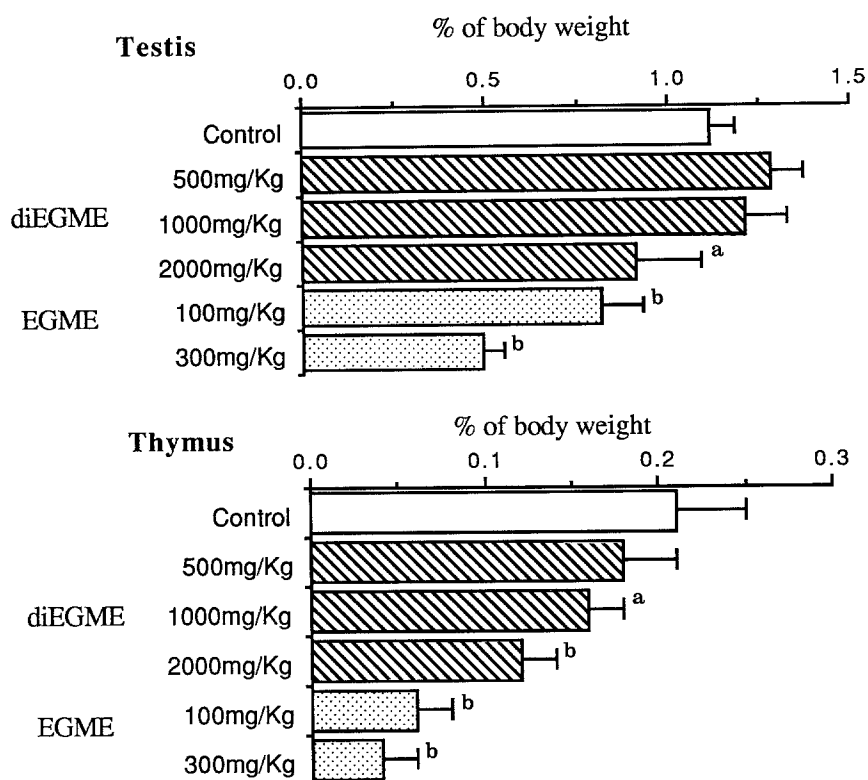 % of body weight
Testis
0.0 0.5 1.0 1.5
Control
500mg/Kg
diEGME 1000mg/Kg
2000mg/Kg a
EGME 100mg/Kg b
300mg/Kg b
% of body weight
Thymus
0.0 0.1 0.2 0.3
Control
500mg/Kg
diEGME 1000mg/Kg a
2000mg/Kg b
100mg/Kg b
EGME
300mg/Kg b